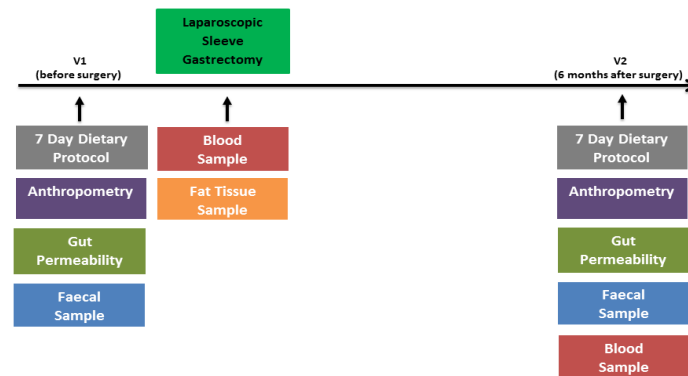 Laparoscopic
Sleeve
Gastrectomy
V1
(before surgery)
V2
(6 months after surgery)
7 Day Dietary
Protocol
Anthropometry
Gut
Permeability
Faecal
Sample
Blood
Sample
Fat Tissue
Sample
7 Day Dietary
Protocol
Anthropometry
Gut
Permeability
Faecal
Sample
Blood
Sample